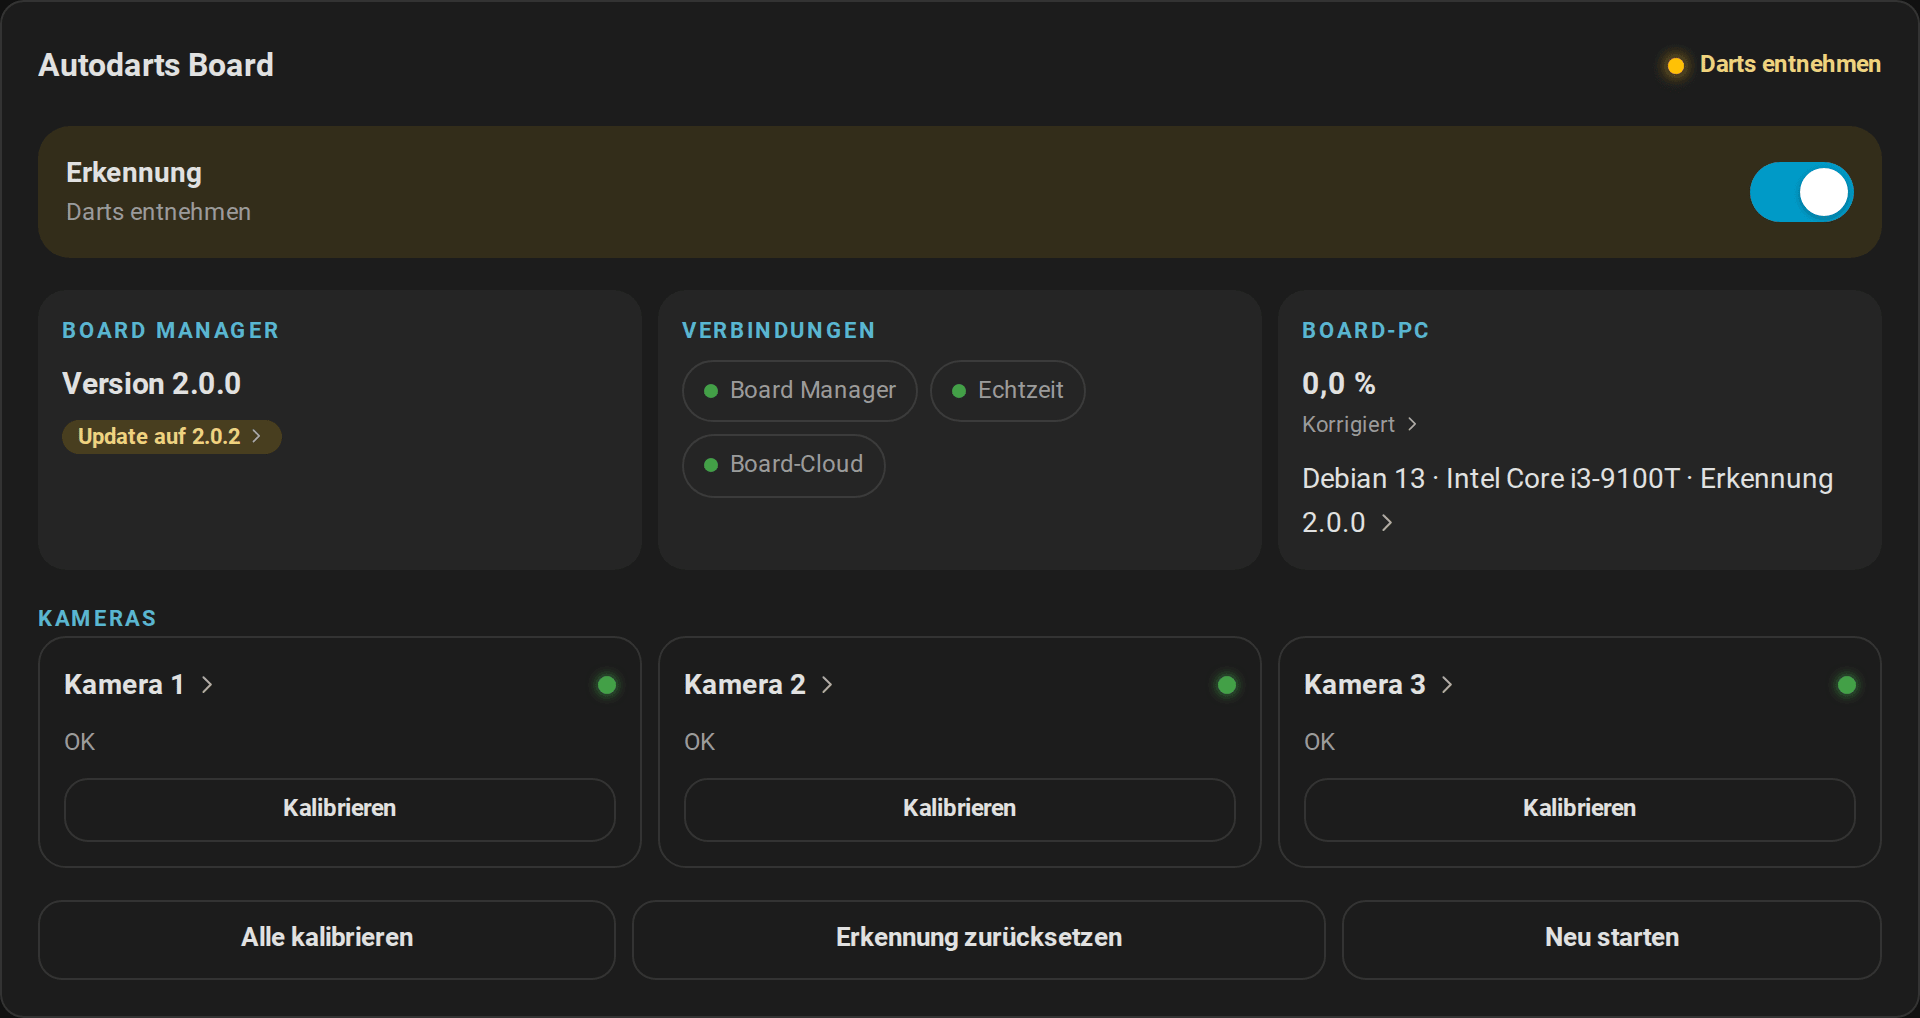 Autodarts Board
Darts entnehmen
Erkennung
Darts entnehmen
BOARD MANAGER
Version 2.0.0
Update auf 2.0.2
VERBINDUNGEN
Board Manager
Echtzeit
Board-Cloud
BOARD-PC
0,0 %
Korrigiert
Debian 13 · Intel Core i3-9100T · Erkennung
2.0.0
KAMERAS
Kamera 1
OK
Kalibrieren
Kamera 2
OK
Kalibrieren
Kamera 3
OK
Kalibrieren
Alle kalibrieren
Erkennung zurücksetzen
Neu starten